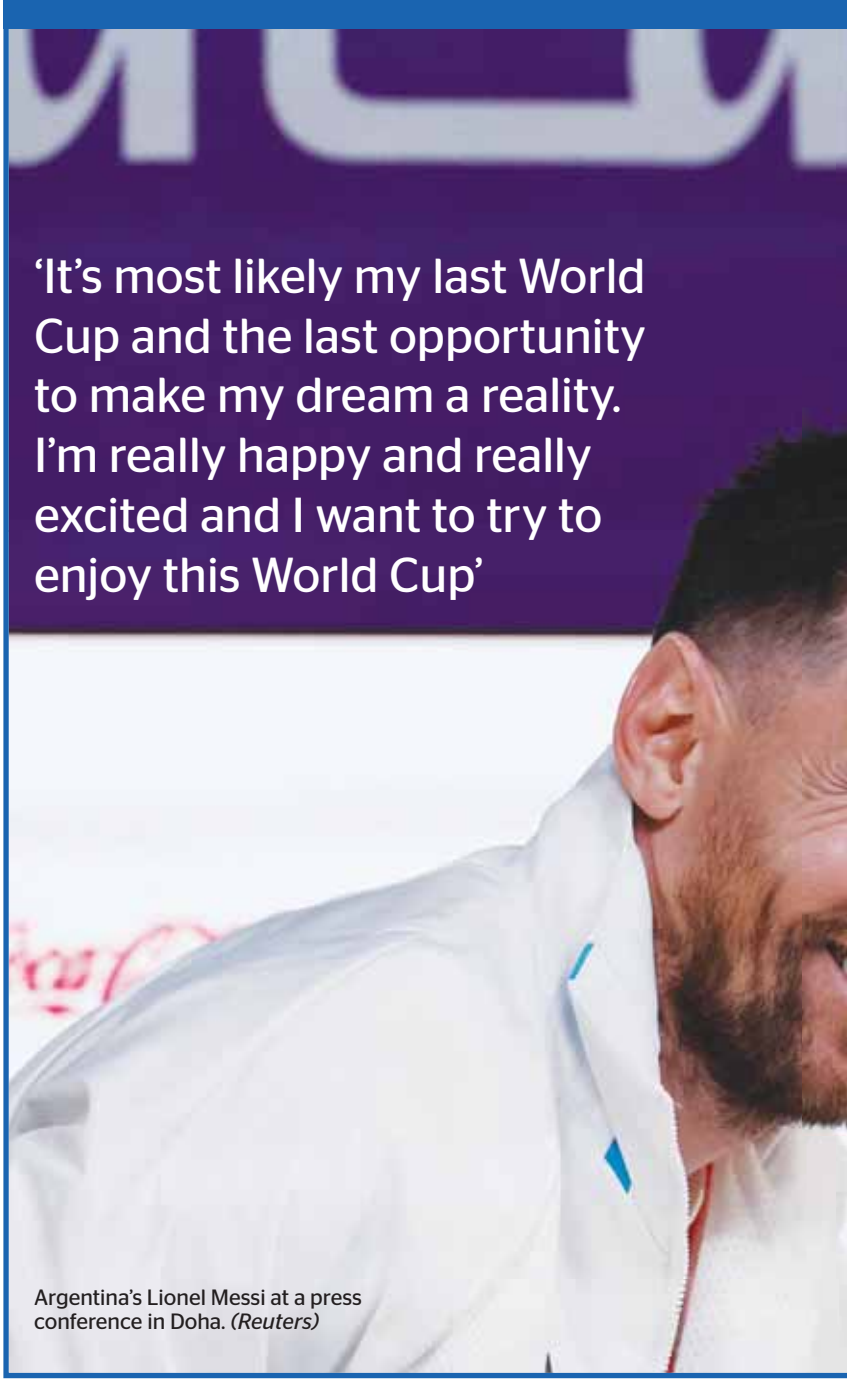 ‘It’s most likely my last World
Cup and the last opportunity
to make my dream a reality.
I’m really happy and really
excited and I want to try to
enjoy this World Cup’
Argentina’s Lionel Messi at a press
conference in Doha. (Reuters)